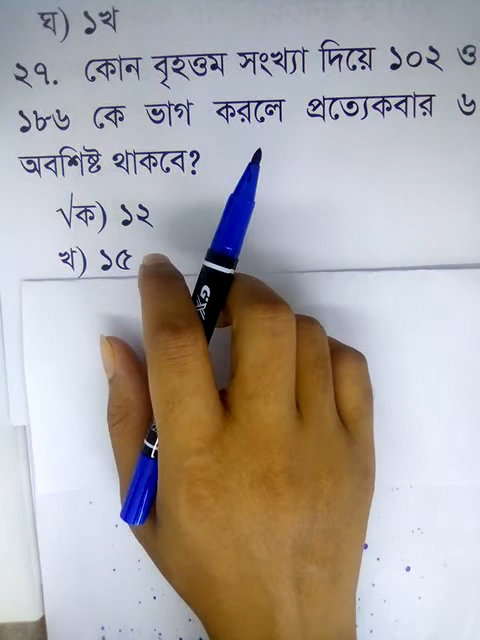 ঘ) ১খ
২৭. কোন বৃহত্তম সংখ্যা দিয়ে ১০২ ও
১৮৬ কে ভাগ করলে প্রত্যেকবার ৬
অবশিষ্ট থাকবে?
√ক) ১২
খ) ১৫